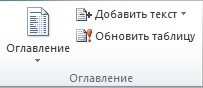 Оглавление
Добавить текст
Обновить таблицу
Оглавление